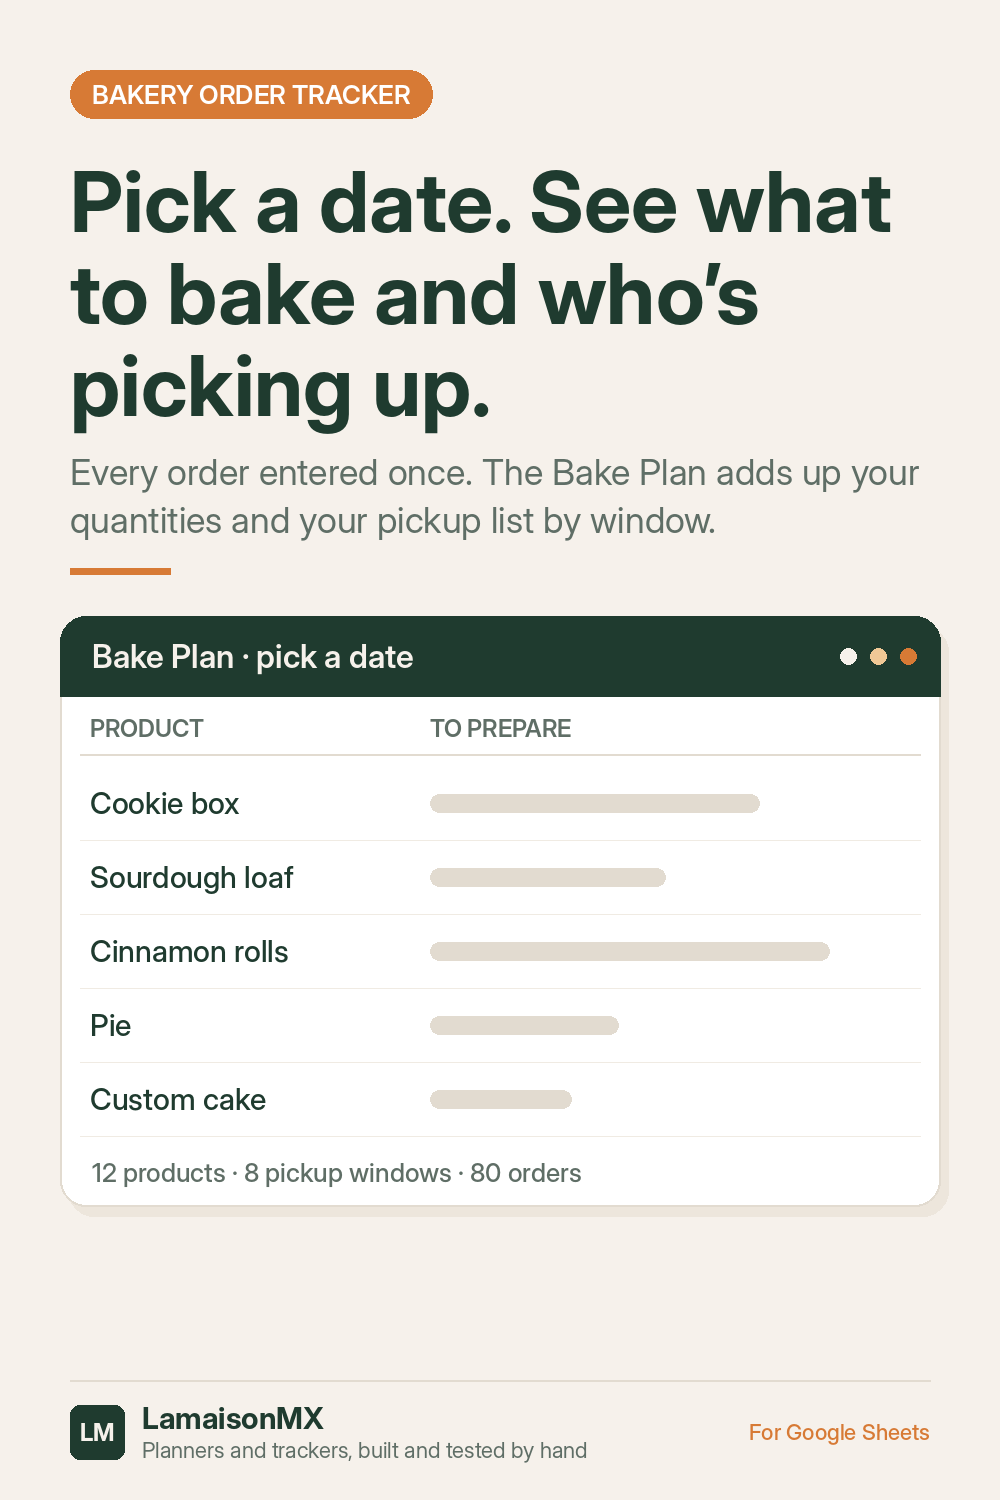 BAKERY ORDER TRACKER
Pick a date. See what
to bake and who’s
picking up.
Every order entered once. The Bake Plan adds up your
quantities and your pickup list by window.
Bake Plan · pick a date
PRODUCT TO PREPARE
Cookie box
Sourdough loaf
Cinnamon rolls
Pie
Custom cake
12 products · 8 pickup windows · 80 orders
LM
LamaisonMX
Planners and trackers, built and tested by hand
For Google Sheets